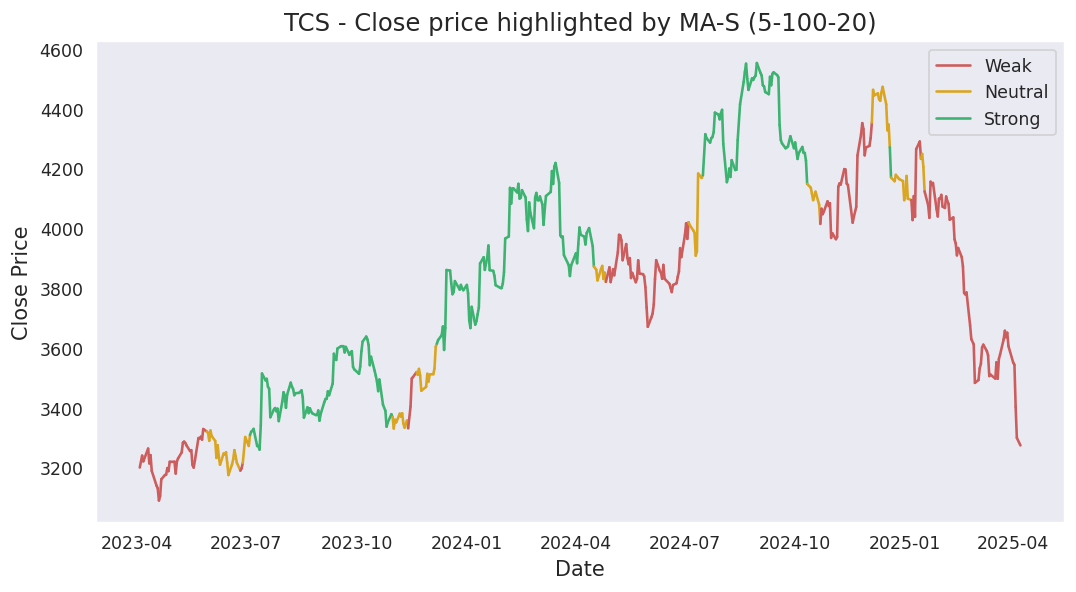 TCS - Close price highlighted by MA-S (5-100-20)
Weak
Neutral
Strong
Close Price
4600
4400
4200
4000
3800
3600
3400
3200
2023-04 2023-07 2023-10 2024-01 2024-04 2024-07 2024-10 2025-01 2025-04
Date